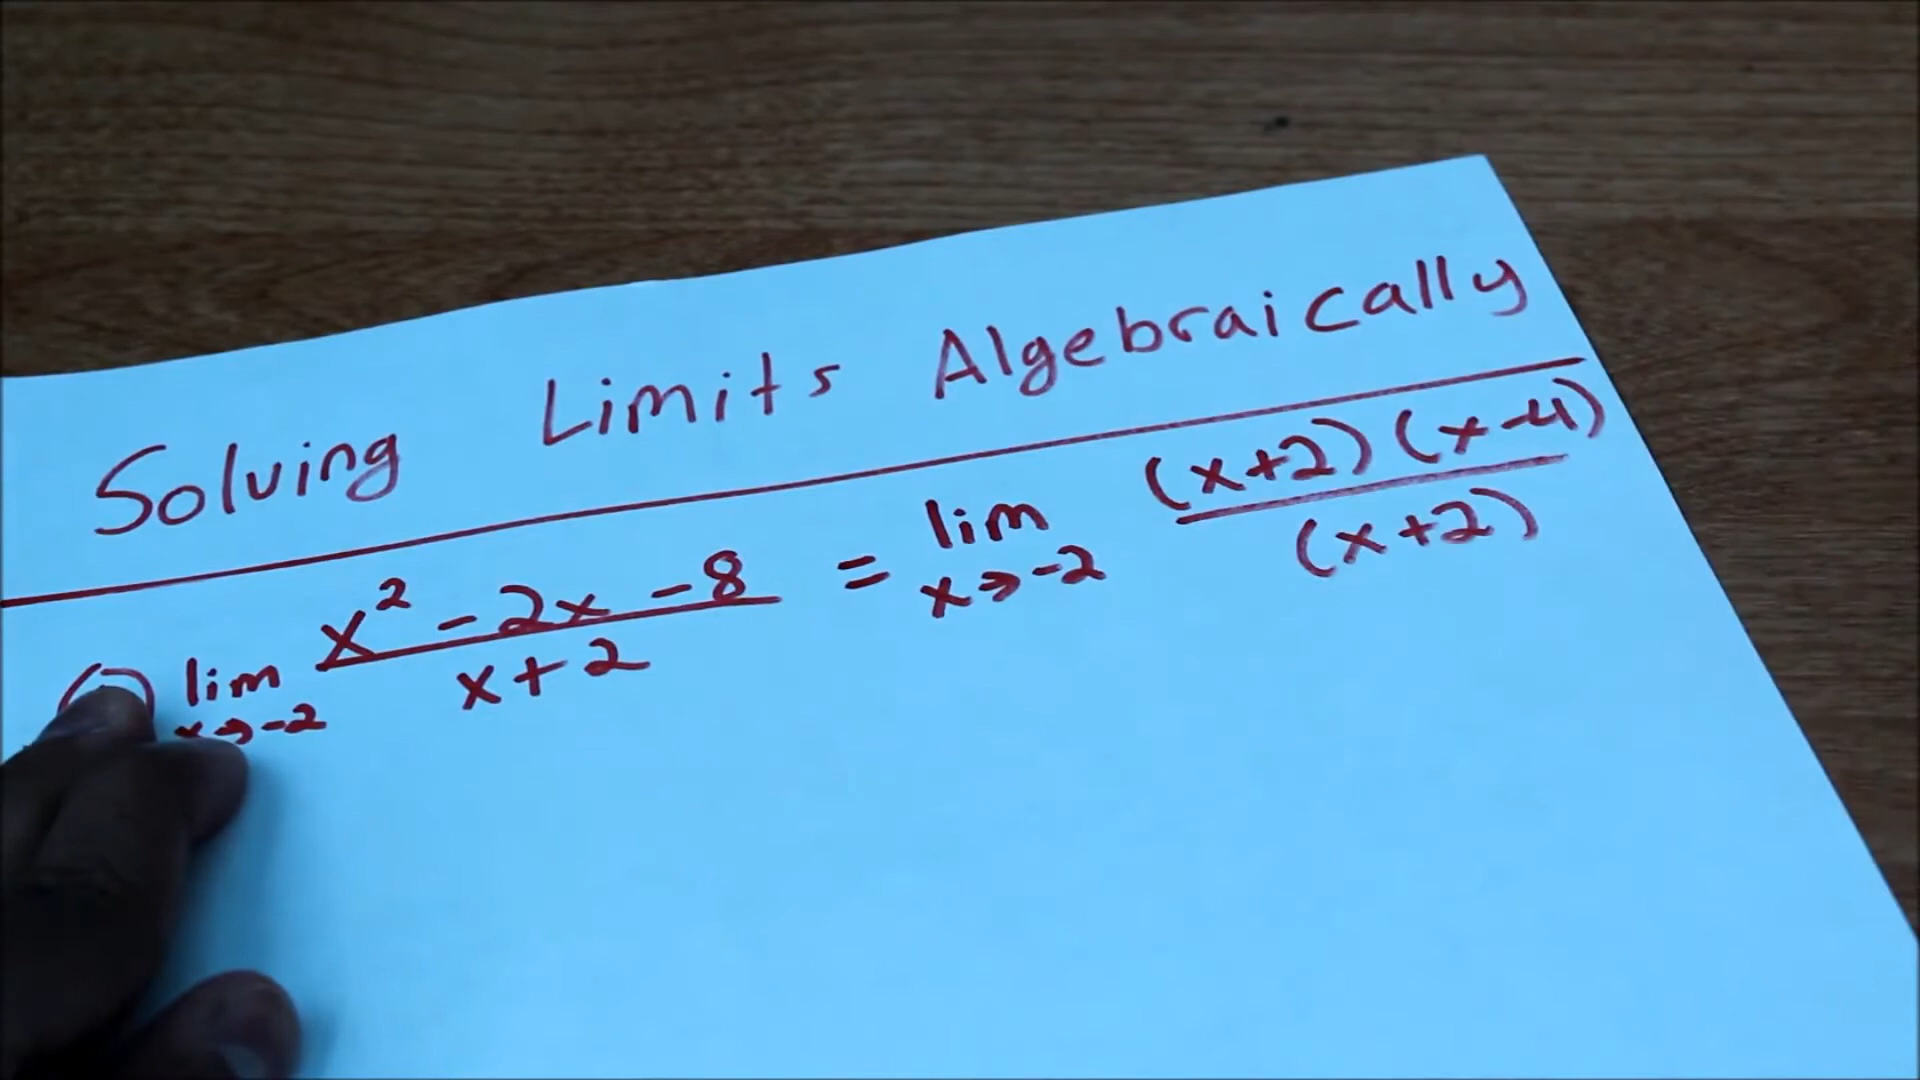 Solving Limits Algebraically
lim x→-2 x² - 2x - 8 / x + 2 = lim x→-2 (x+2)(x-4) / (x+2)